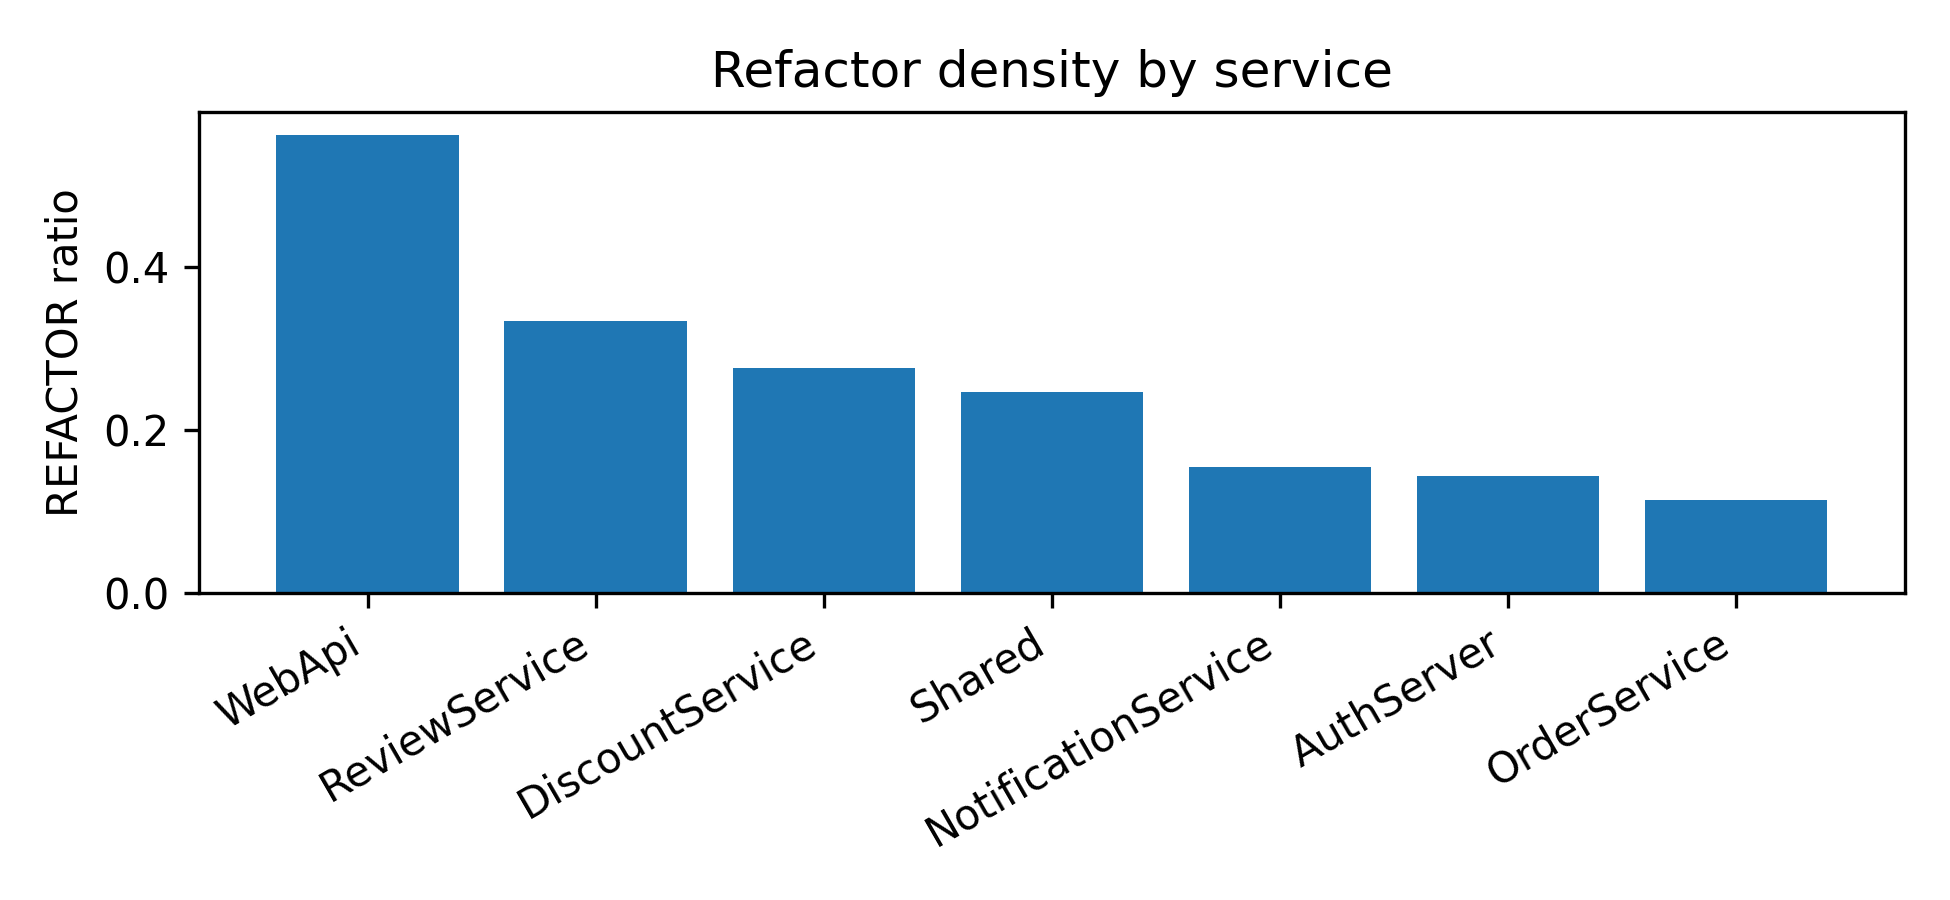 Refactor density by service
REFACTOR ratio
0.4
0.2
0.0
WebApi
ReviewService
DiscountService
Shared
NotificationService
AuthServer
OrderService